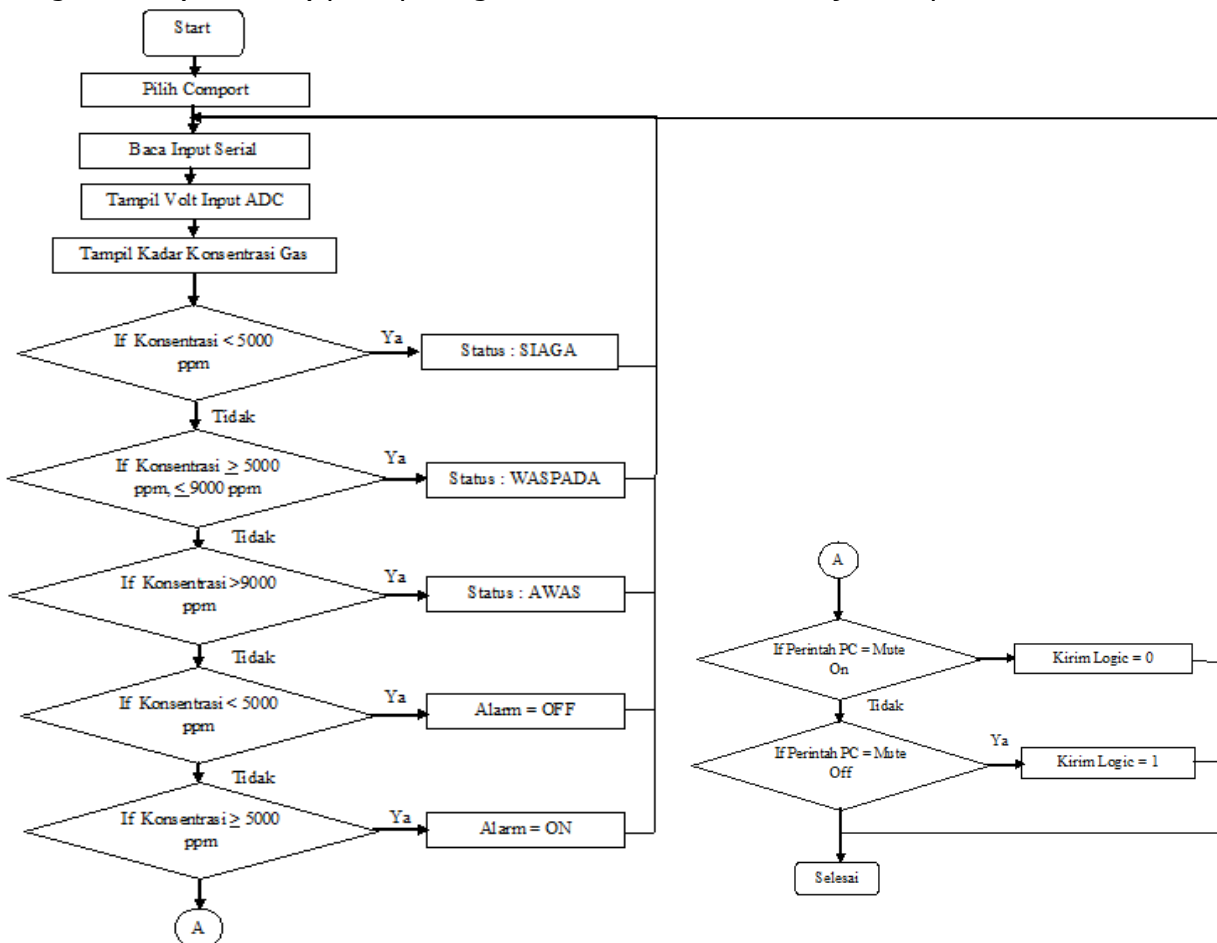 Start
Pilih Comport
Baca Input Serial
Tampil Volt Input ADC
Tampil Kadar Konsentrasi Gas
If Konsentrasi < 5000
ppm
Ya
Status : SIAGA
Tidak
If Konsentrasi ≥ 5000
ppm, ≤ 9000 ppm
Ya
Status : WASPADA
Tidak
If Konsentrasi >9000
ppm
Ya
Status : AWAS
Tidak
If Konsentrasi < 5000
ppm
Ya
Alarm = OFF
Tidak
If Konsentrasi ≥ 5000
ppm
Ya
Alarm = ON
A
A
If Perintah PC = Mute
On
Kirim Logic = 0
Tidak
If Perintah PC = Mute
Off
Ya
Kirim Logic = 1
Selesai